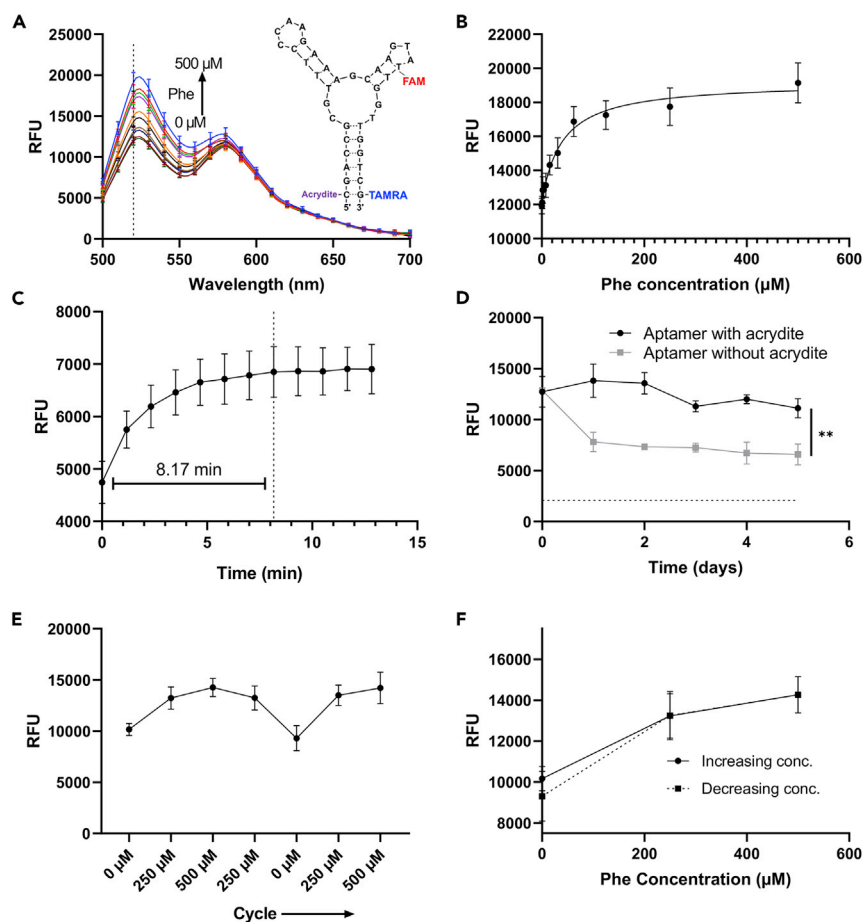 A
25000
20000
15000
10000
5000
0
RFU
500 µM
Phe
0 µM
FAM
Acrydite
TAMRA
5'
3'
500
550
600
650
700
Wavelength (nm)
B
22000
20000
18000
16000
14000
12000
10000
RFU
0
200
400
600
Phe concentration (µM)
C
8000
7000
6000
5000
4000
RFU
8.17 min
0
5
10
15
Time (min)
D
Aptamer with acrydite
Aptamer without acrydite
20000
15000
10000
5000
0
RFU
**
0
2
4
6
Time (days)
E
20000
15000
10000
5000
0
RFU
0 µM
250 µM
500 µM
250 µM
0 µM
250 µM
500 µM
Cycle
F
16000
14000
12000
10000
8000
RFU
Increasing conc.
Decreasing conc.
0
200
400
600
Phe Concentration (µM)